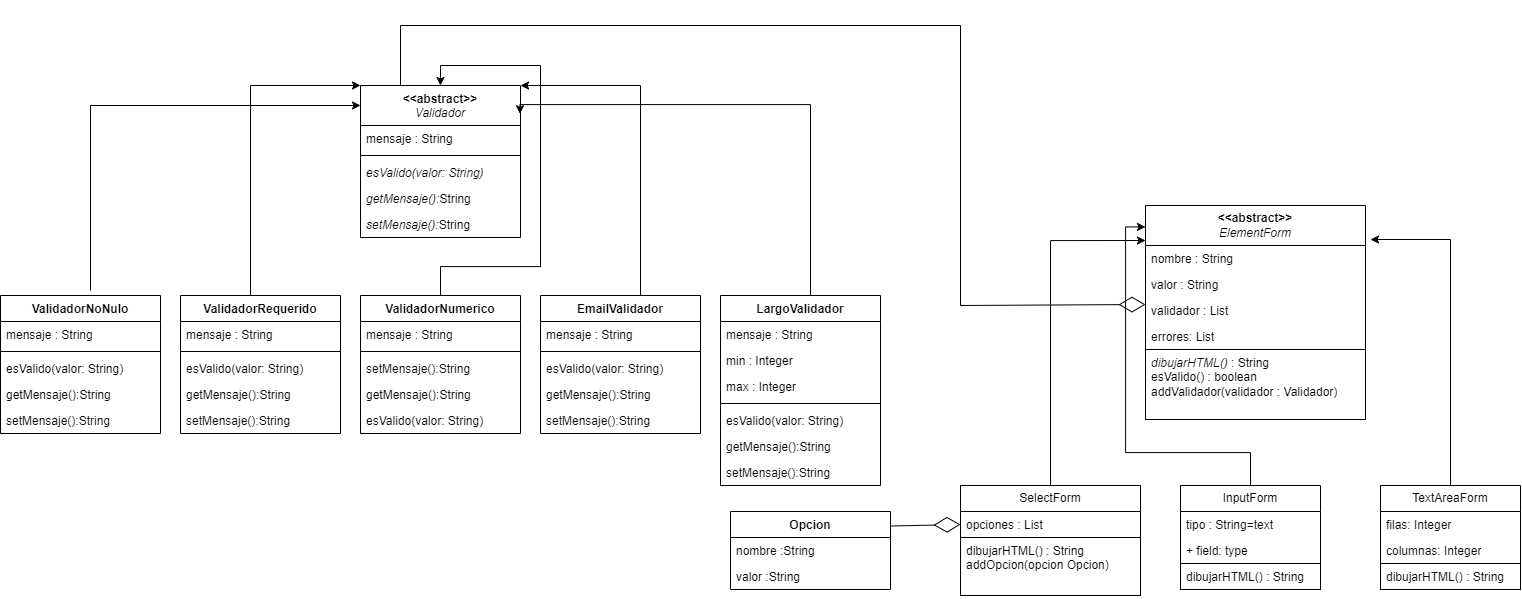 <<abstract>>
Validador
mensaje : String
esValido(valor: String)
getMensaje():String
setMensaje():String
<<abstract>>
ElementForm
nombre : String
valor : String
validador : List
errores: List
dibujarHTML() : String
esValido() : boolean
addValidador(validador : Validador)
ValidadorNoNulo
mensaje : String
esValido(valor: String)
getMensaje():String
setMensaje():String
ValidadorRequerido
mensaje : String
esValido(valor: String)
getMensaje():String
setMensaje():String
ValidadorNumerico
mensaje : String
setMensaje():String
getMensaje():String
esValido(valor: String)
EmailValidador
mensaje : String
esValido(valor: String)
getMensaje():String
setMensaje():String
LargoValidador
mensaje : String
min : Integer
max : Integer
esValido(valor: String)
getMensaje():String
setMensaje():String
Opcion
nombre :String
valor :String
SelectForm
opciones : List
dibujarHTML() : String
addOpcion(opcion Opcion)
InputForm
tipo : String=text
+ field: type
dibujarHTML() : String
TextAreaForm
filas: Integer
columnas: Integer
dibujarHTML() : String